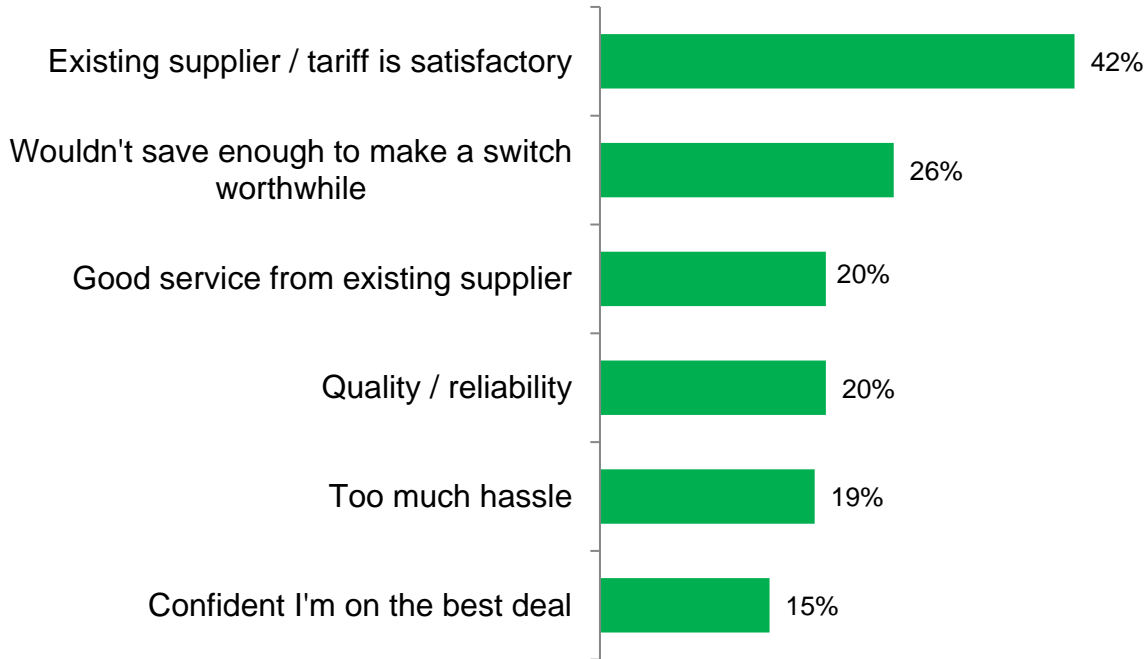 Existing supplier / tariff is satisfactory
42%
Wouldn't save enough to make a switch
worthwhile
26%
Good service from existing supplier
20%
Quality / reliability
20%
Too much hassle
19%
Confident I'm on the best deal
15%